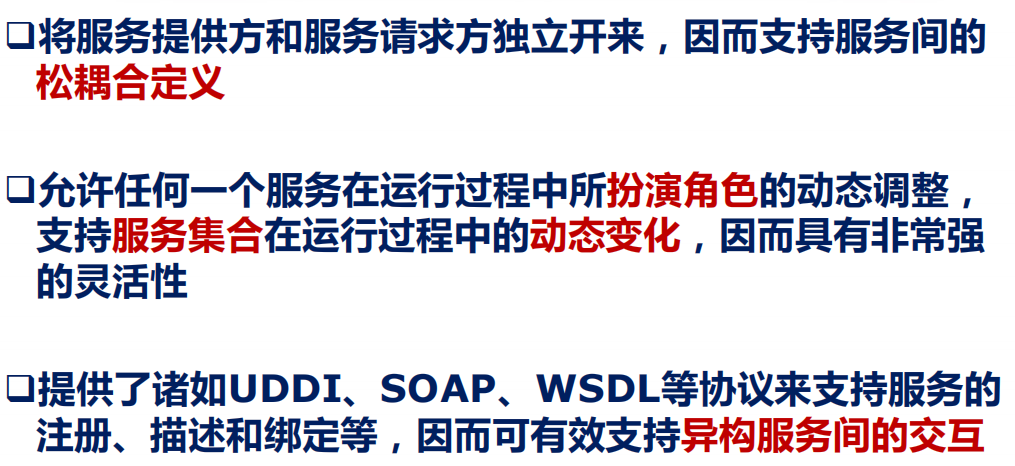 ❑将服务提供方和服务请求方独立开来，因而支持服务间的
松耦合定义
❑允许任何一个服务在运行过程中所扮演角色的动态调整，
支持服务集合在运行过程中的动态变化，因而具有非常强
的灵活性
❑提供了诸如UDDI、SOAP、WSDL等协议来支持服务的
注册、描述和绑定等，因而可有效支持异构服务间的交互